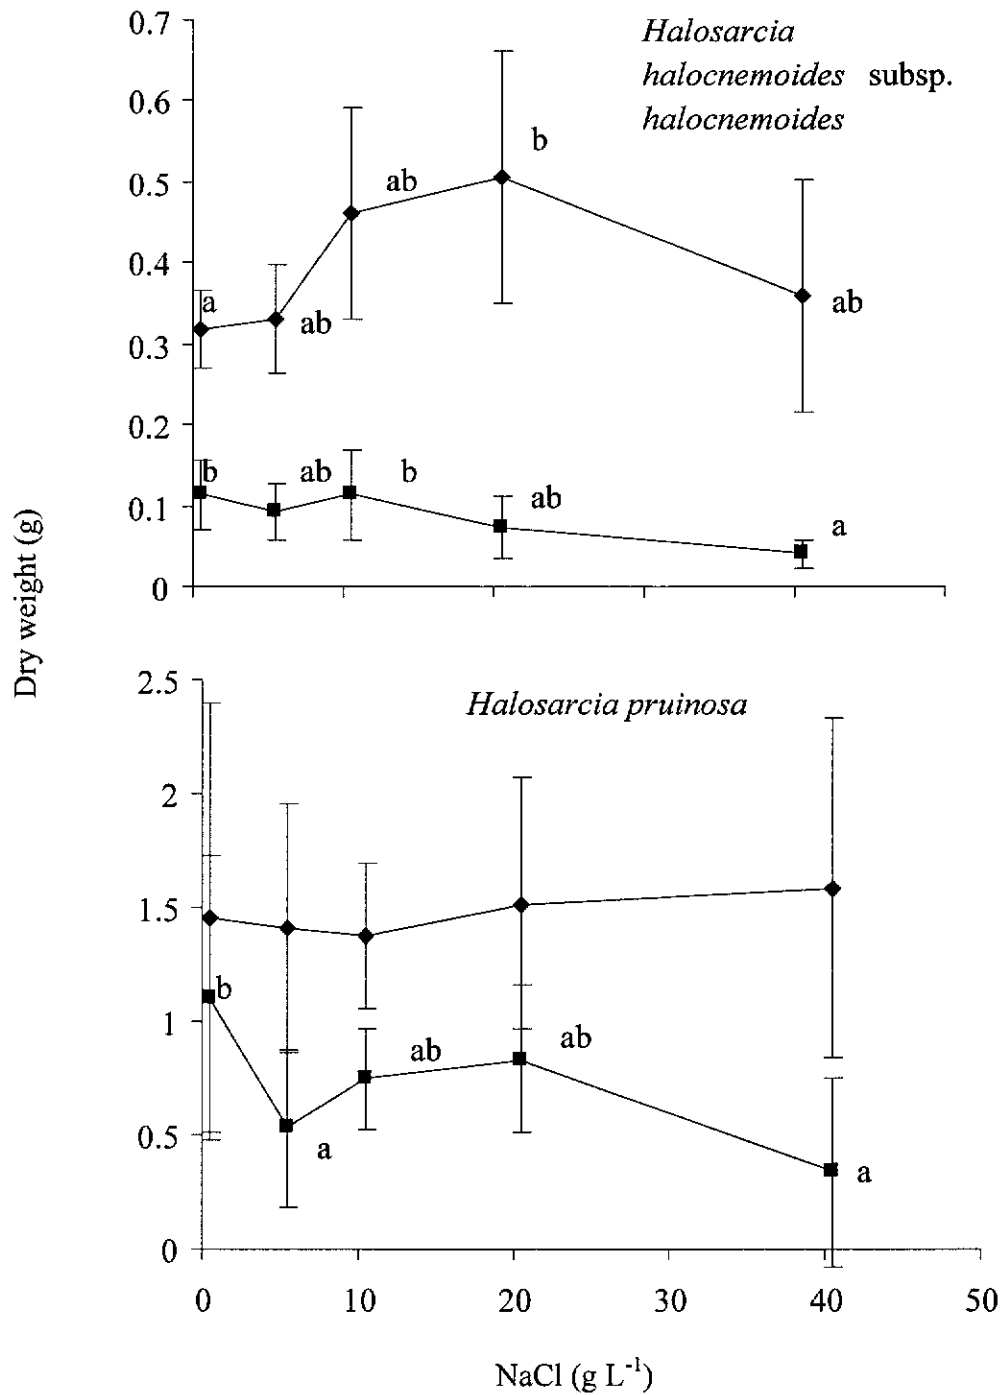 Halosarcia
halocnemoides subsp.
halocnemoides
0.7
0.6
0.5
0.4
0.3
0.2
0.1
0
a
ab
ab
b
ab
b
ab
b
ab
a
Dry weight (g)
Halosarcia pruinosa
2.5
2
1.5
1
0.5
0
b
a
ab
ab
a
0 10 20 30 40 50
NaCl (g L⁻¹)